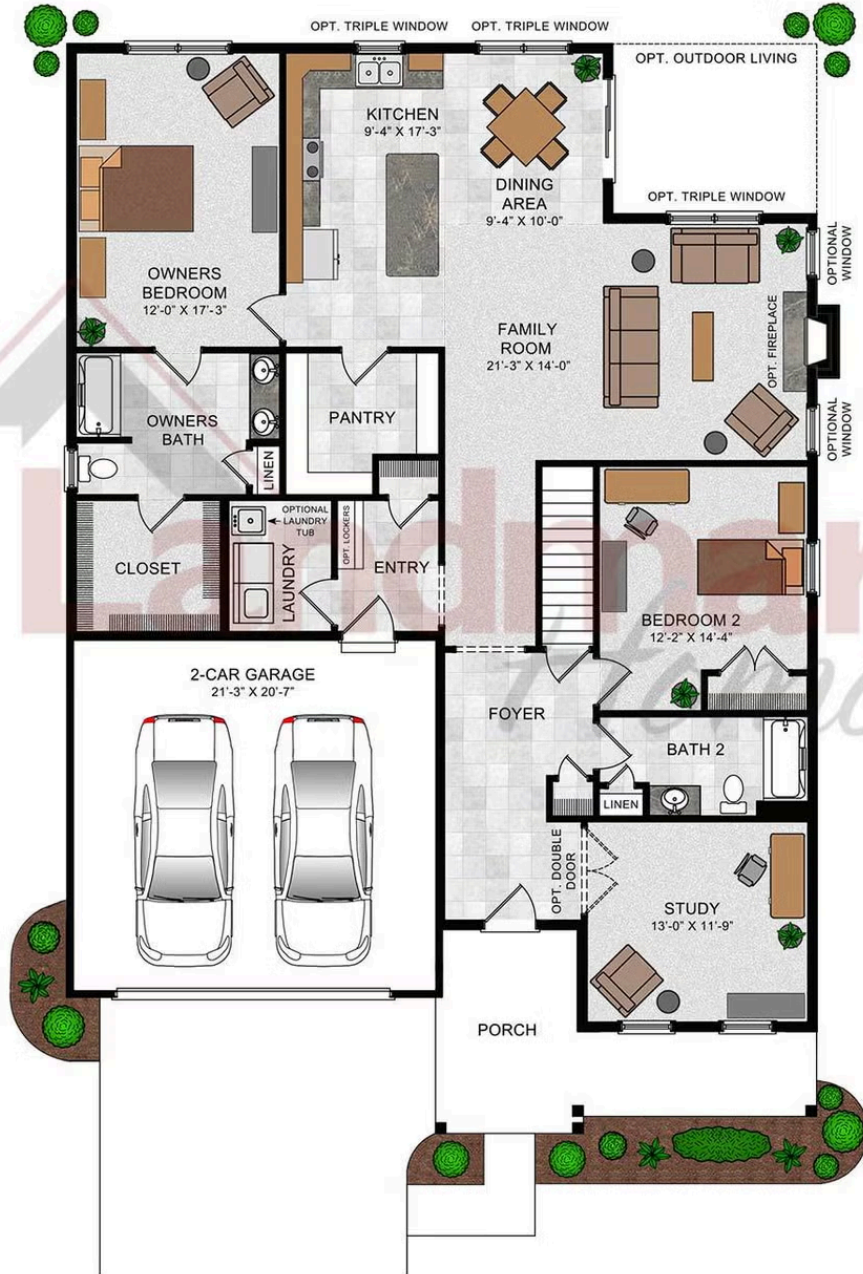 OPT. TRIPLE WINDOW
OPT. TRIPLE WINDOW
OPT. OUTDOOR LIVING
KITCHEN
9'-4" X 17'-3"
DINING
AREA
9'-4" X 10'-0"
OPT. TRIPLE WINDOW
OPTIONAL
WINDOW
OWNERS
BEDROOM
12'-0" X 17'-3"
FAMILY
ROOM
21'-3" X 14'-0"
OPT. FIREPLACE
OPTIONAL
WINDOW
OWNERS
BATH
LINEN
PANTRY
CLOSET
OPTIONAL
LAUNDRY
TUB
LAUNDRY
OPT. LOCKERS
ENTRY
BEDROOM 2
12'-2" X 14'-4"
2-CAR GARAGE
21'-3" X 20'-7"
FOYER
BATH 2
LINEN
OPT. DOUBLE
DOOR
STUDY
13'-0" X 11'-9"
PORCH
Landmar
Hom